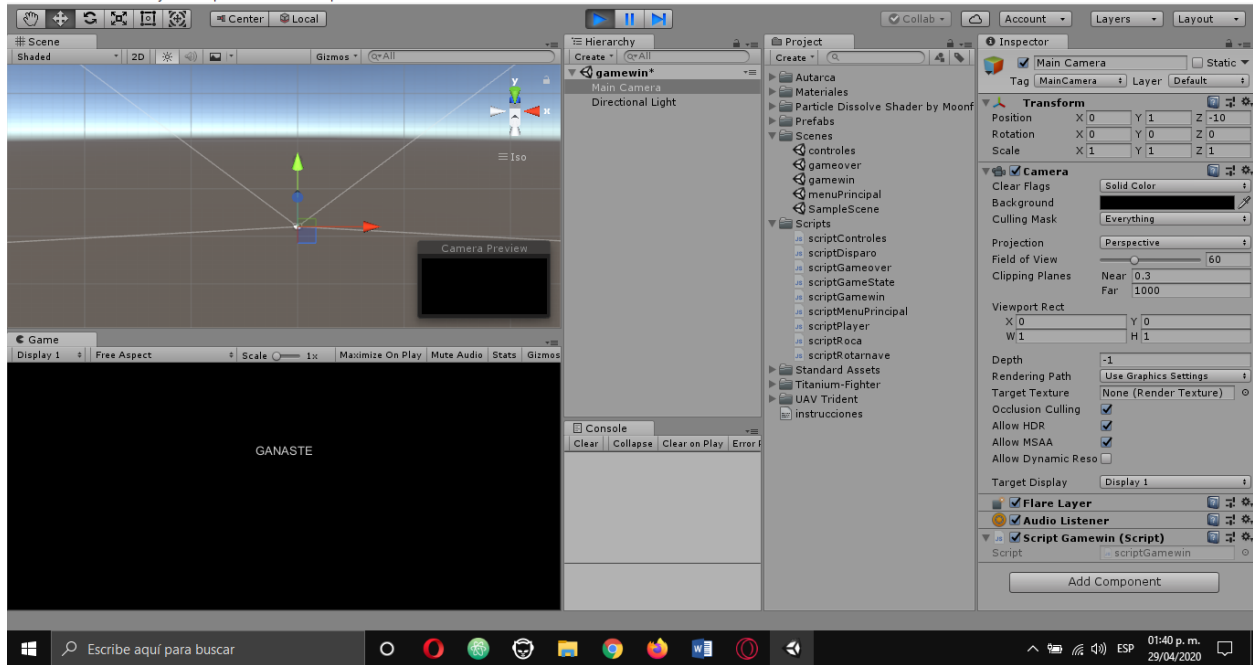 Center Local Collab Account Layers Layout
Scene
Shaded 2D Gizmos All
y
x
Iso
Camera Preview
Game
Display 1 Free Aspect Scale 1x Maximize On Play Mute Audio Stats Gizmos
GANASTE
Hierarchy
Create All
gamewin*
Main Camera
Directional Light
Console
Clear Collapse Clear on Play Error
Project
Create
Autarca
Materiales
Particle Dissolve Shader by Moonf
Prefabs
Scenes
controles
gameover
gamewin
menuPrincipal
SampleScene
Scripts
scriptControles
scriptDisparo
scriptGameover
scriptGameState
scriptGamewin
scriptMenuPrincipal
scriptPlayer
scriptRoca
scriptRotarnave
Standard Assets
Titanium-Fighter
UAV Trident
instrucciones
Inspector
Main Camera Static
Tag MainCamera Layer Default
Transform
Position X 0 Y 1 Z -10
Rotation X 0 Y 0 Z 0
Scale X 1 Y 1 Z 1
Camera
Clear Flags Solid Color
Background
Culling Mask Everything
Projection Perspective
Field of View 60
Clipping Planes Near 0.3
Far 1000
Viewport Rect
X 0 Y 0
W 1 H 1
Depth -1
Rendering Path Use Graphics Settings
Target Texture None (Render Texture)
Occlusion Culling
Allow HDR
Allow MSAA
Allow Dynamic Reso
Target Display Display 1
Flare Layer
Audio Listener
Script Gamewin (Script)
Script scriptGamewin
Add Component
Escribe aquí para buscar
ESP
01:40 p. m.
29/04/2020